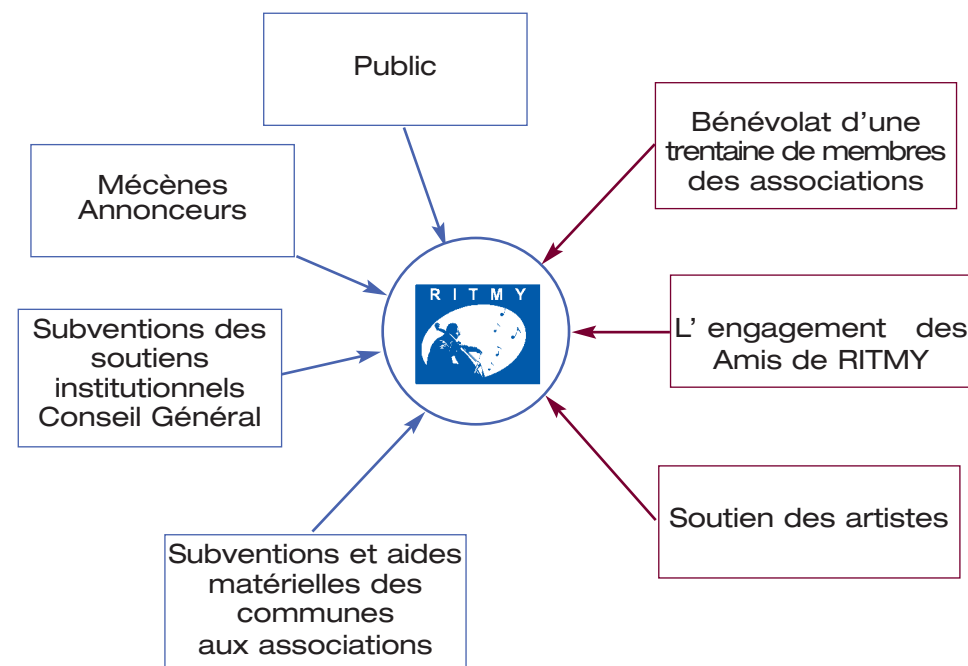 Public
Bénévolat d'une
trentaine de membres
des associations
Mécènes
Annonceurs
R I T M Y
L' engagement des
Amis de RITMY
Subventions des
soutiens
institutionnels
Conseil Général
Soutien des artistes
Subventions et aides
matérielles des
communes
aux associations